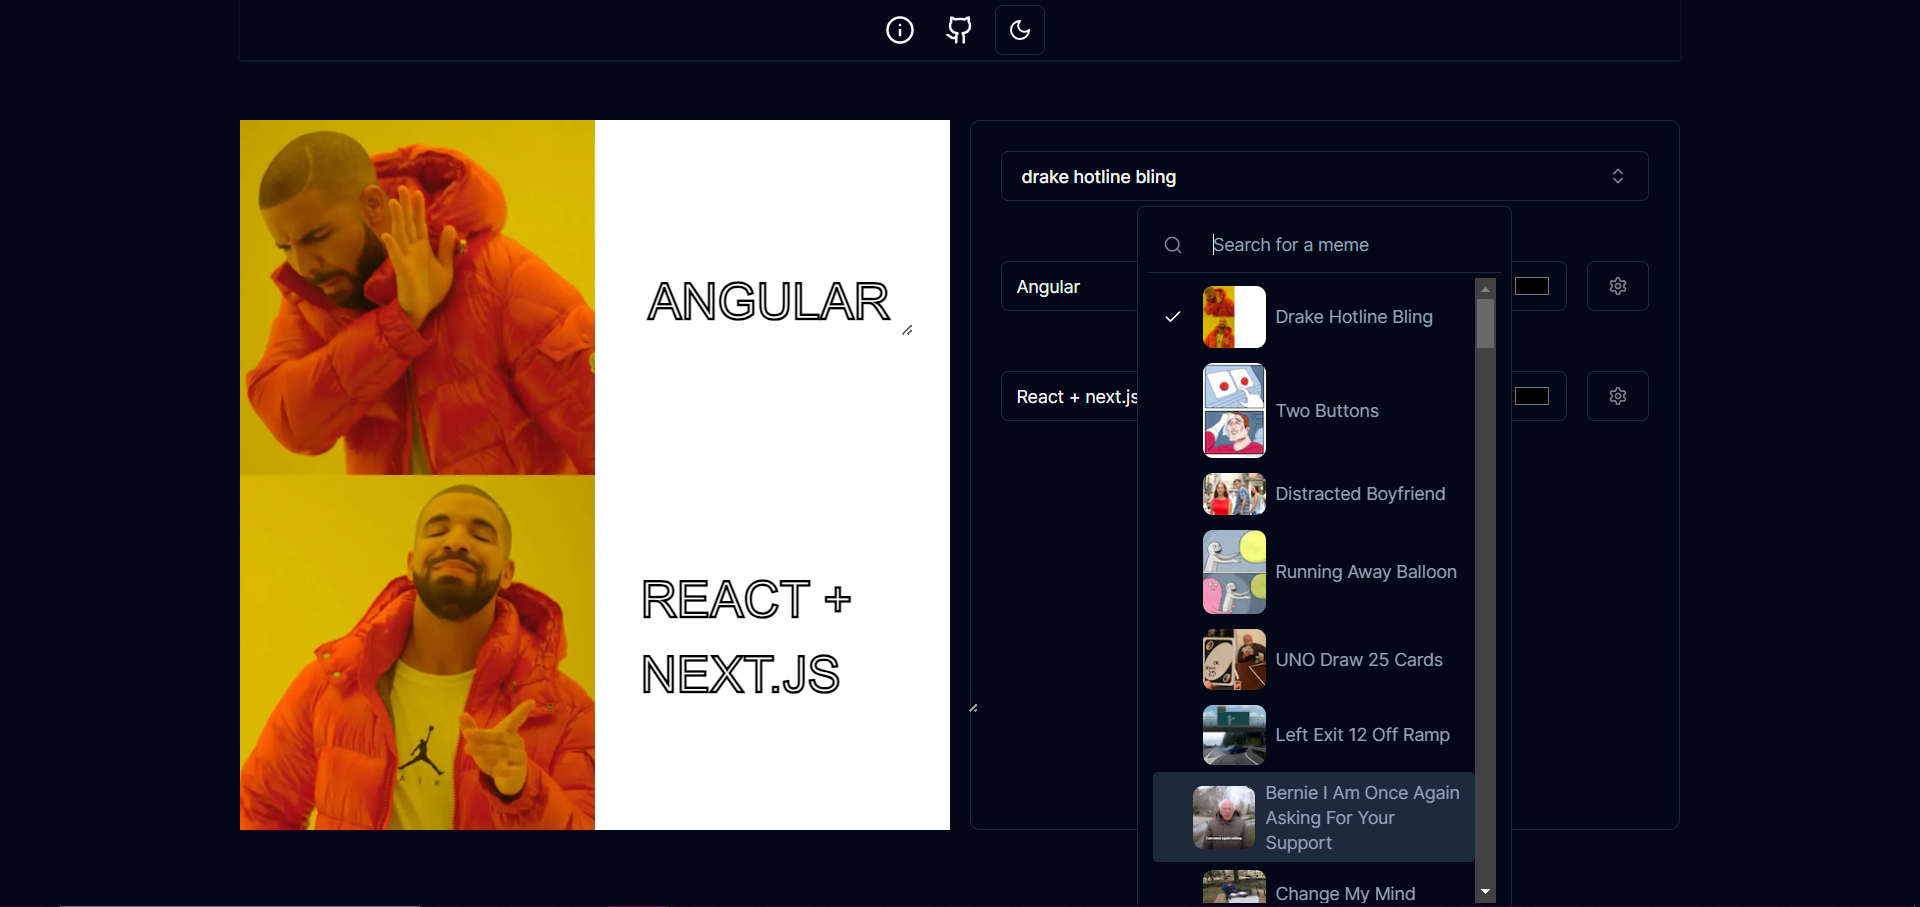 drake hotline bling
ANGULAR
REACT +
NEXT.JS
Angular
React + next.js
Search for a meme
Drake Hotline Bling
Two Buttons
Distracted Boyfriend
Running Away Balloon
UNO Draw 25 Cards
Left Exit 12 Off Ramp
Bernie I Am Once Again
Asking For Your
Support
Change My Mind